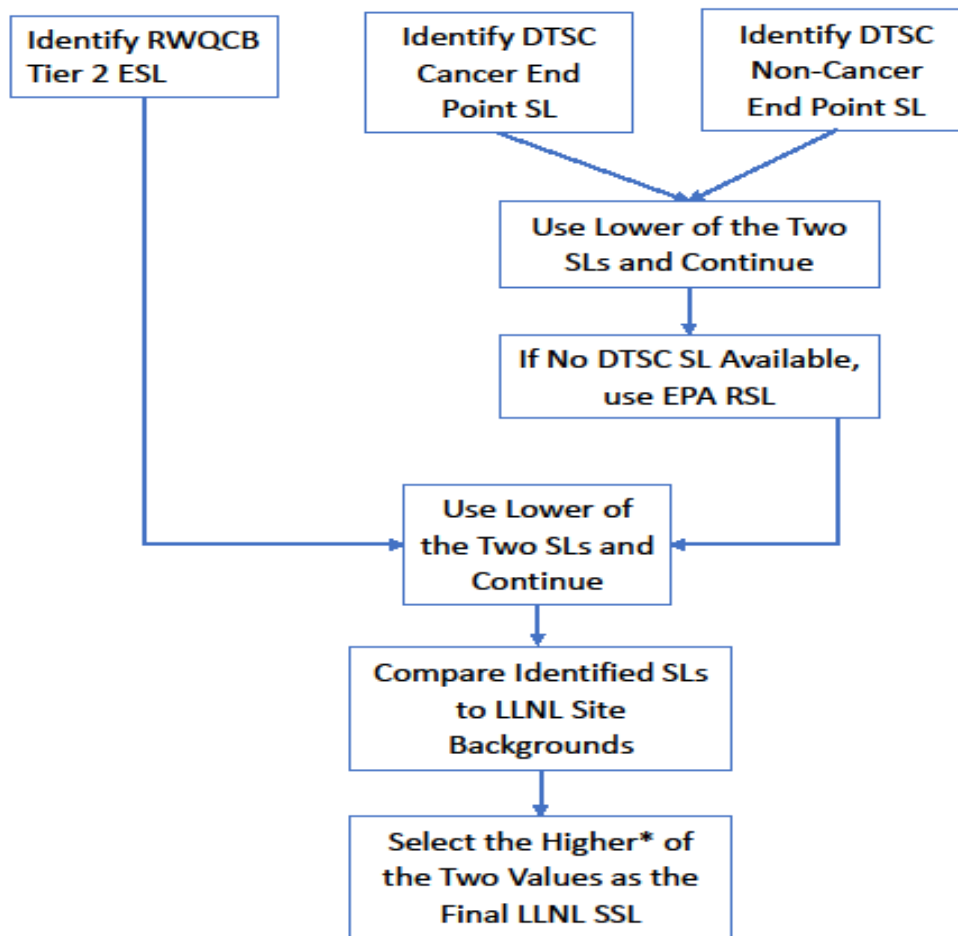 Identify RWQCB
Tier 2 ESL
Identify DTSC
Cancer End
Point SL
Identify DTSC
Non-Cancer
End Point SL
Use Lower of the Two
SLs and Continue
If No DTSC SL Available,
use EPA RSL
Use Lower of
the Two SLs and
Continue
Compare Identified SLs
to LLNL Site
Backgrounds
Select the Higher* of
the Two Values as the
Final LLNL SSL